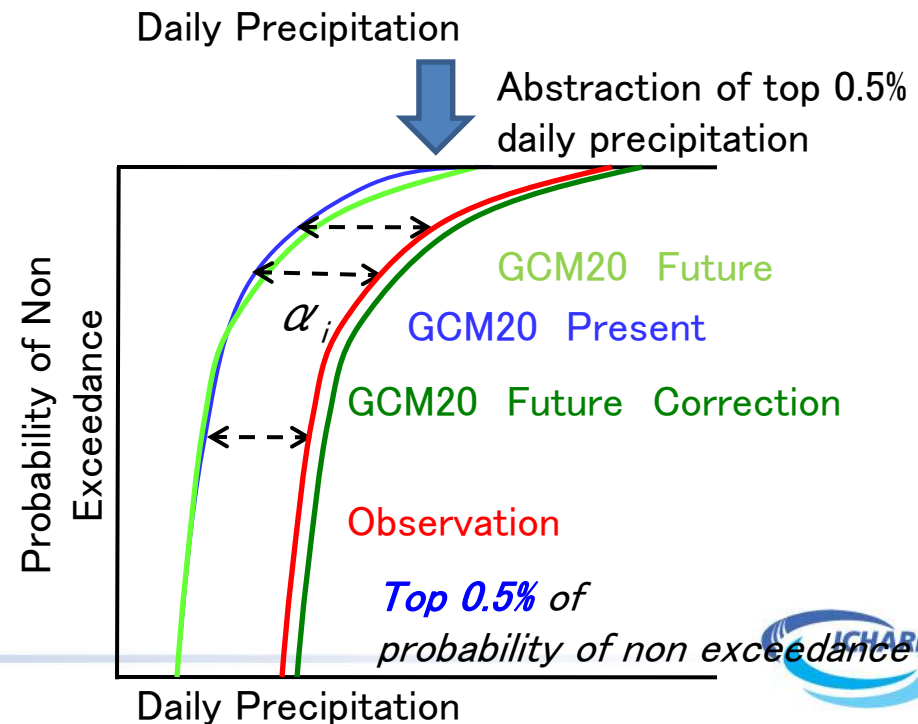 Daily Precipitation
Abstraction of top 0.5%
daily precipitation
Probability of Non
Exceedance
α i
GCM20 Future
GCM20 Present
GCM20 Future Correction
Observation
Top 0.5% of
probability of non exceedance
Daily Precipitation